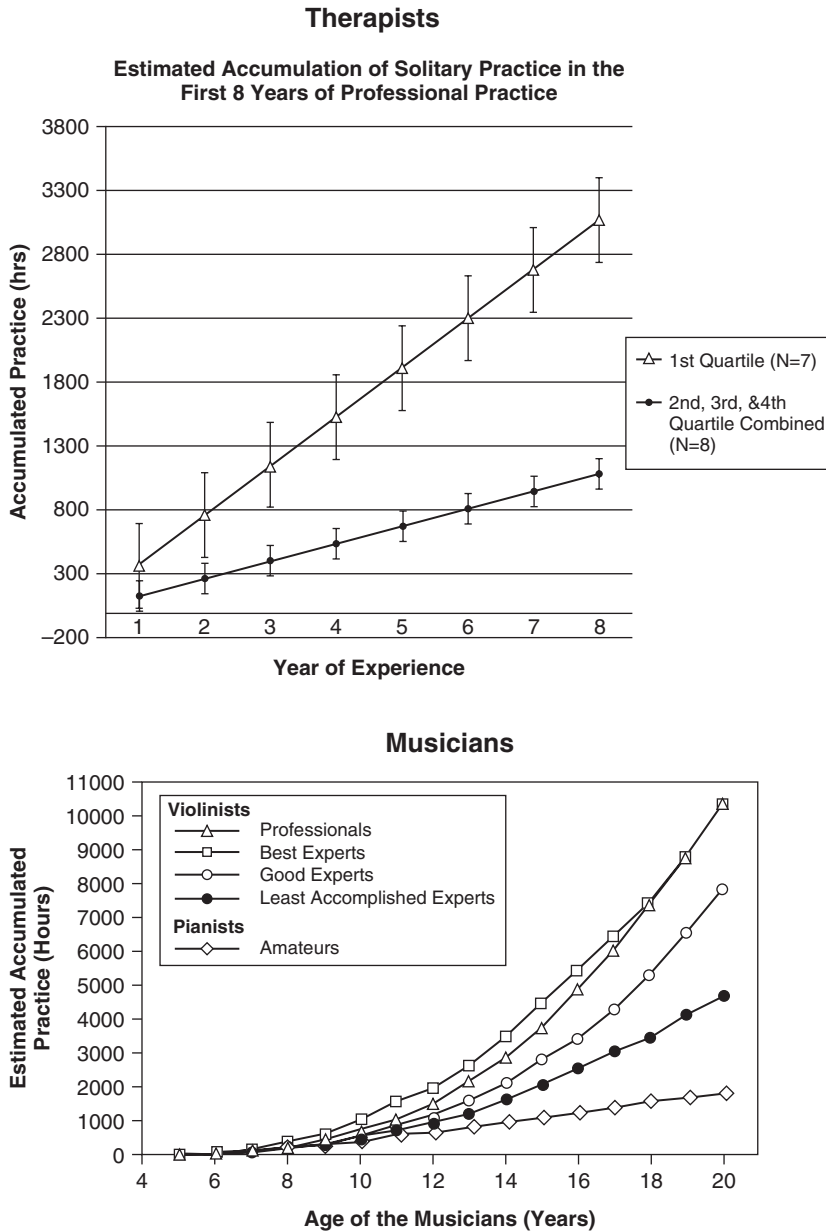 Therapists
Estimated Accumulation of Solitary Practice in the
First 8 Years of Professional Practice
Accumulated Practice (hrs)
3800
3300
2800
2300
1800
1300
800
300
–200
1 2 3 4 5 6 7 8
Year of Experience
1st Quartile (N=7)
2nd, 3rd, &4th
Quartile Combined
(N=8)
Musicians
Estimated Accumulated
Practice (Hours)
11000
10000
9000
8000
7000
6000
5000
4000
3000
2000
1000
0
Violinists
Professionals
Best Experts
Good Experts
Least Accomplished Experts
Pianists
Amateurs
4 6 8 10 12 14 16 18 20
Age of the Musicians (Years)